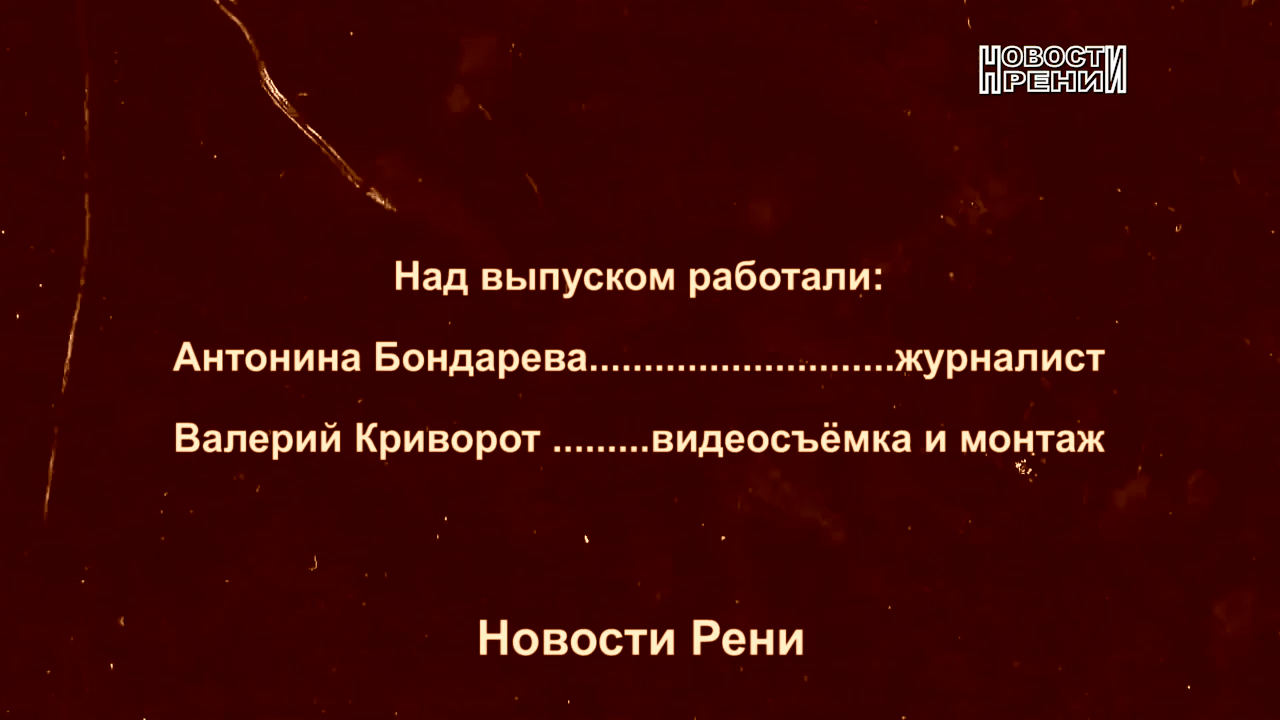 НОВОСТИ
РЕНИ
Над выпуском работали:
Антонина Бондарева............................журналист
Валерий Криворот .........видеосъёмка и монтаж
Новости Рени